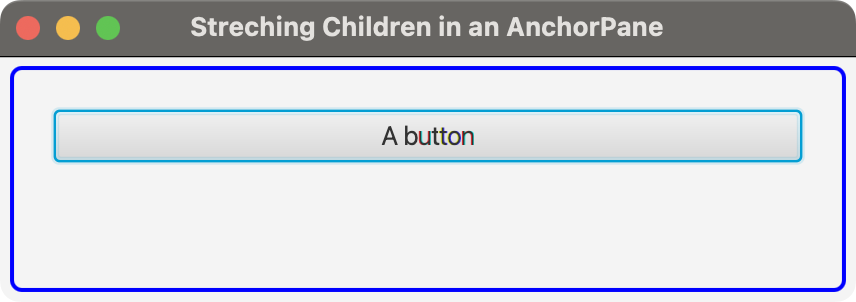 Streching Children in an AnchorPane
A button